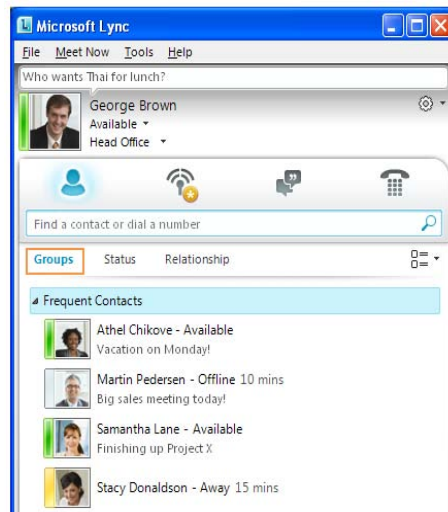 Microsoft Lync
File Meet Now Tools Help
Who wants Thai for lunch?
George Brown
Available
Head Office
Find a contact or dial a number
Groups Status Relationship
Frequent Contacts
Athel Chikove - Available
Vacation on Monday!
Martin Pedersen - Offline 10 mins
Big sales meeting today!
Samantha Lane - Available
Finishing up Project X
Stacy Donaldson - Away 15 mins